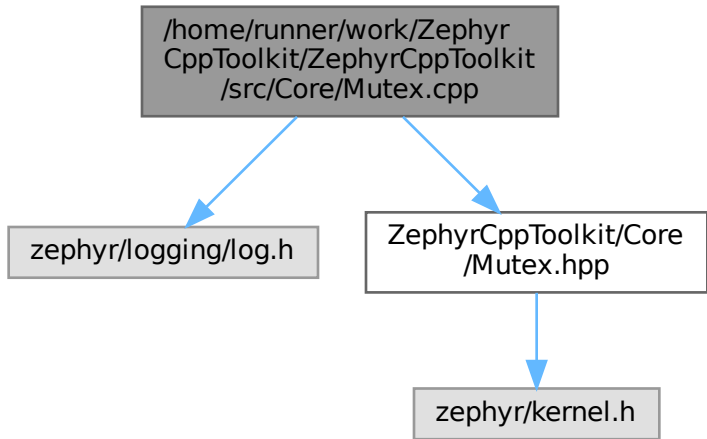 /home/runner/work/Zephyr
CppToolkit/ZephyrCppToolkit
/src/Core/Mutex.cpp
zephyr/logging/log.h
ZephyrCppToolkit/Core
/Mutex.hpp
zephyr/kernel.h